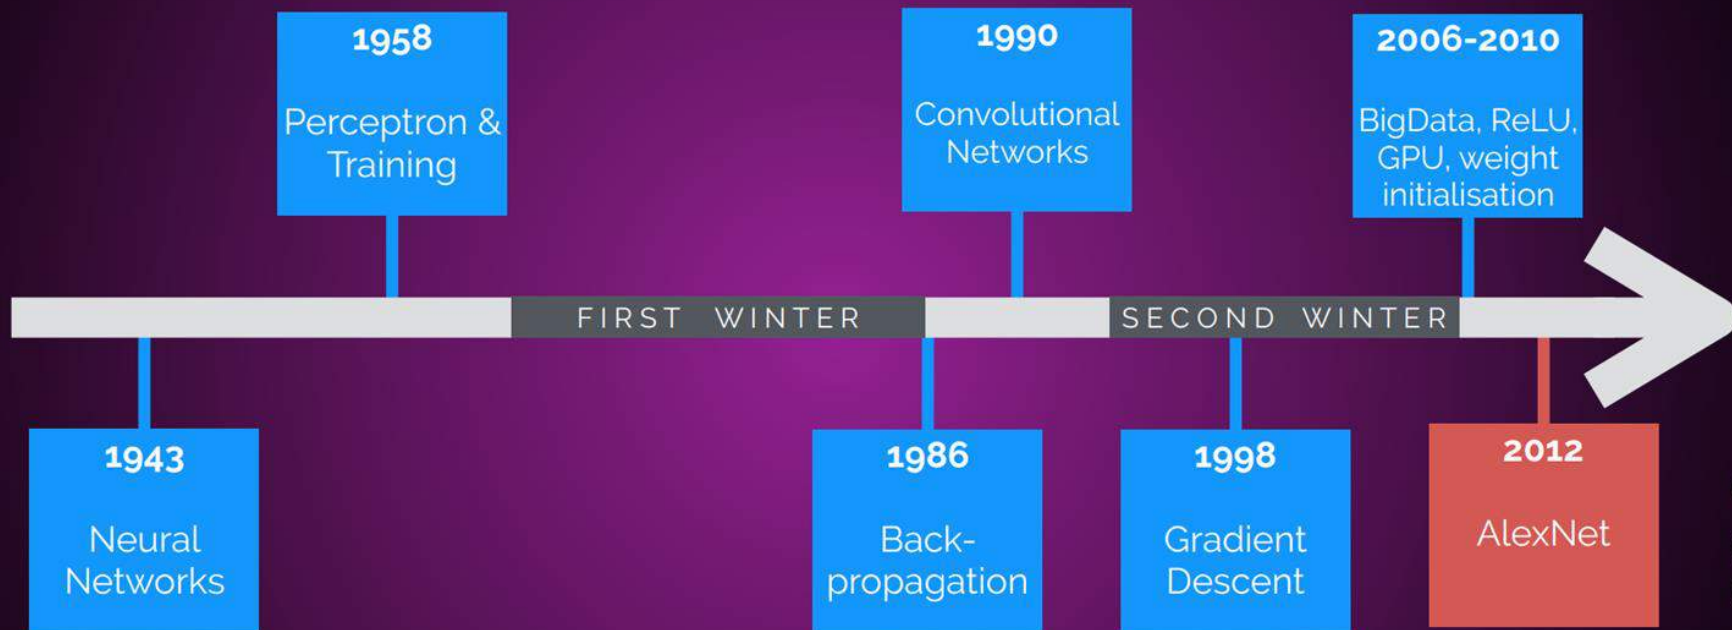 1958
Perceptron &
Training
1990
Convolutional
Networks
2006-2010
BigData, ReLU,
GPU, weight
initialisation
FIRST WINTER
SECOND WINTER
1943
Neural
Networks
1986
Back-
propagation
1998
Gradient
Descent
2012
AlexNet